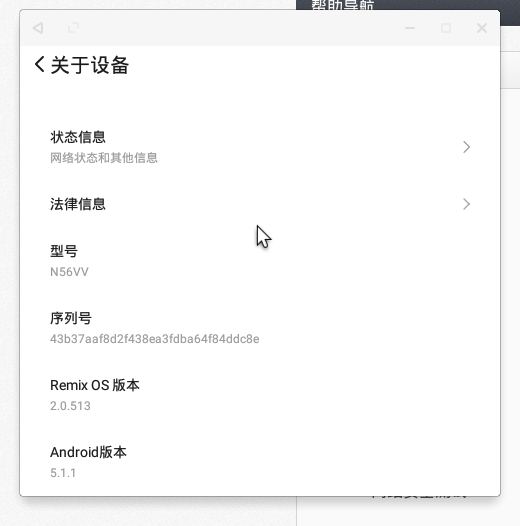 帮助导航
关于设备
状态信息
网络状态和其他信息
法律信息
型号
N56VV
序列号
43b37aaf8d2f438ea3fdba64f84ddc8e
Remix OS 版本
2.0.513
Android版本
5.1.1